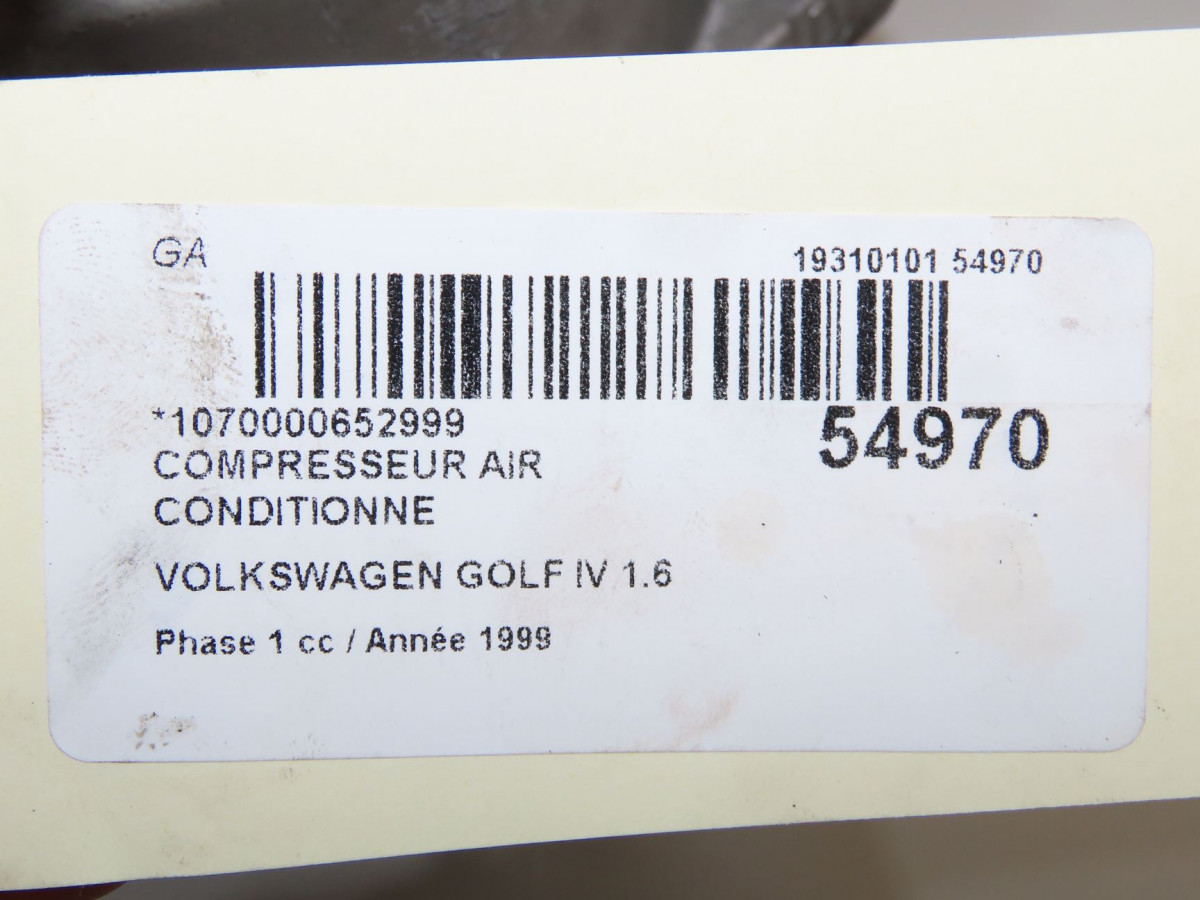 GA
19310101 54970
*1070000652999
54970
COMPRESSEUR AIR
CONDITIONNE
VOLKSWAGEN GOLF IV 1.6
Phase 1 cc / Année 1999